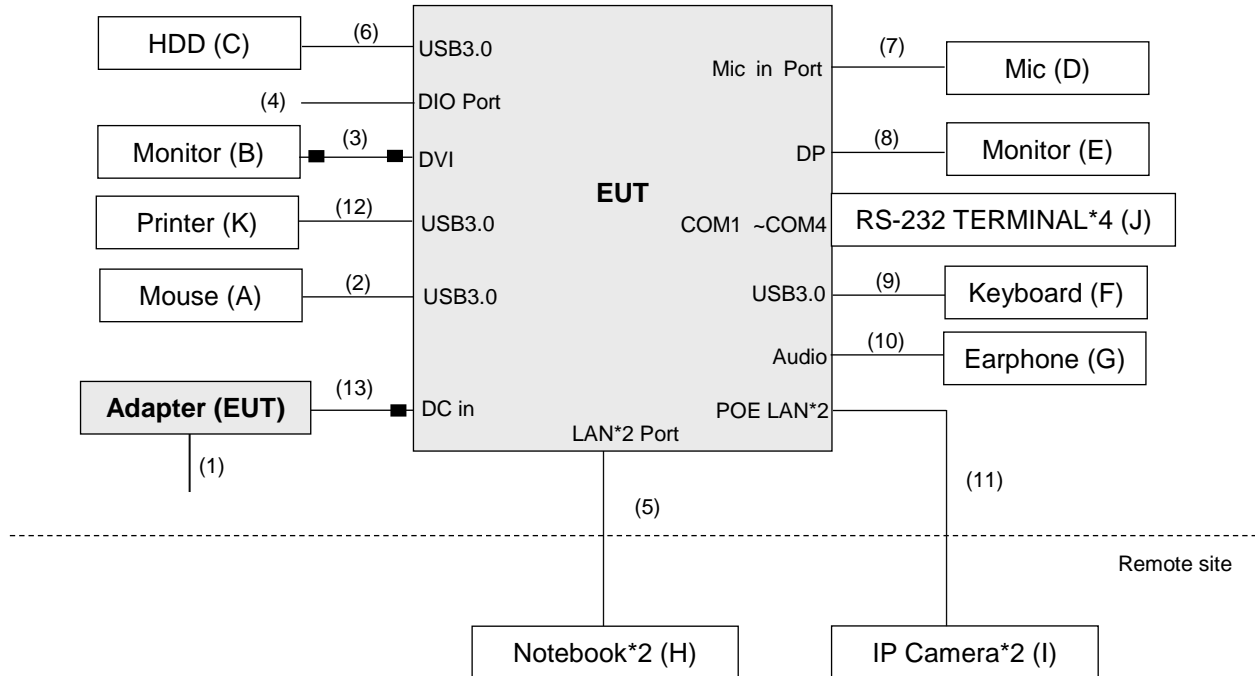 HDD (C)
(6)
USB3.0
Mic in Port
(7)
Mic (D)
(4)
DIO Port
Monitor (B)
(3)
DVI
DP
(8)
Monitor (E)
EUT
Printer (K)
(12)
USB3.0
COM1 ~COM4
RS-232 TERMINAL*4 (J)
Mouse (A)
(2)
USB3.0
USB3.0
(9)
Keyboard (F)
Audio
(10)
Earphone (G)
Adapter (EUT)
(13)
DC in
POE LAN*2
LAN*2 Port
(1)
(5)
(11)
Remote site
Notebook*2 (H)
IP Camera*2 (I)